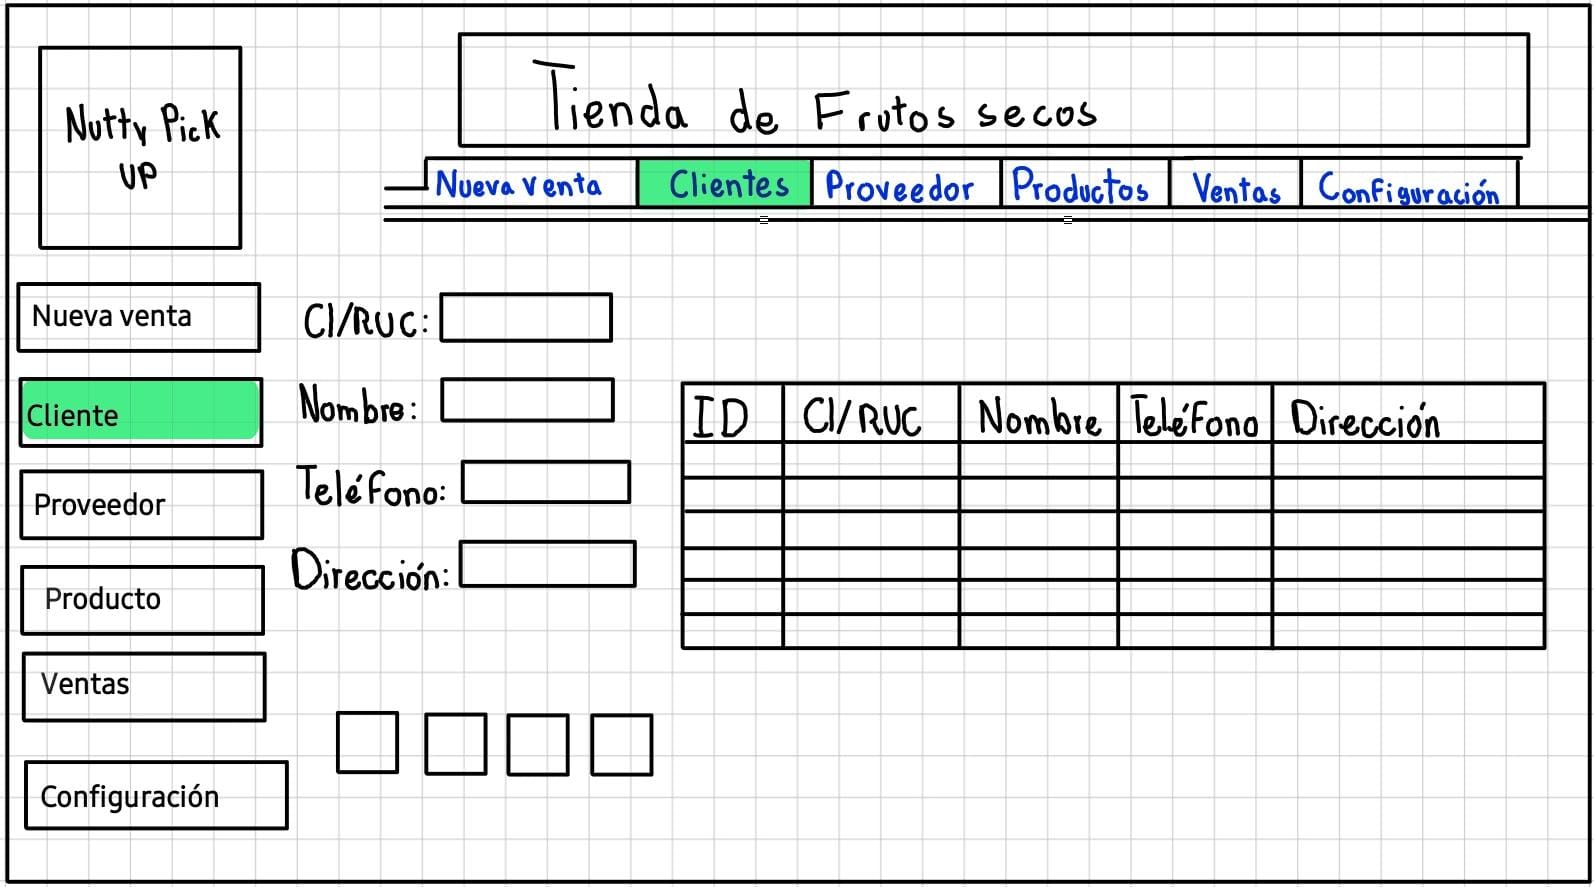 Nutty Pick
UP
Tienda de Frutos secos
Nueva venta Clientes Proveedor Productos Ventas Configuración
Nueva venta
Cliente
Proveedor
Producto
Ventas
Configuración
CI/RUC:
Nombre:
Teléfono:
Dirección:
ID CI/RUC Nombre Teléfono Dirección